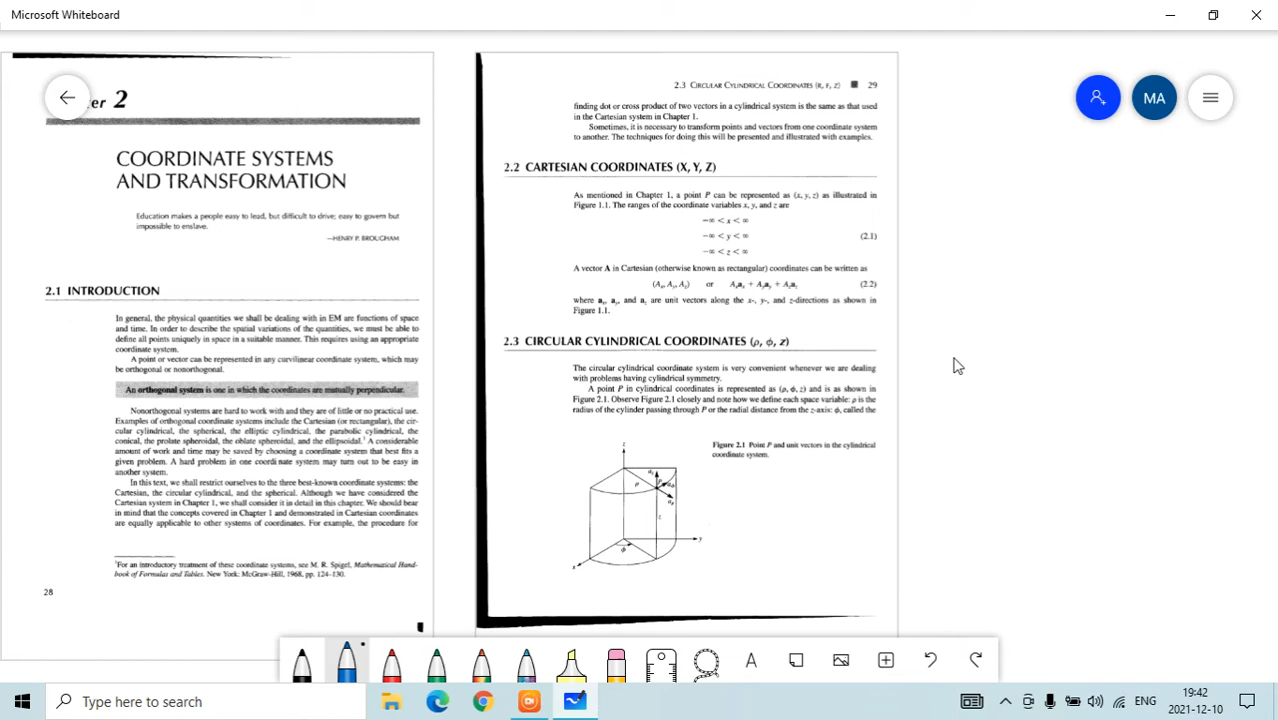 Microsoft Whiteboard
er 2
COORDINATE SYSTEMS
AND TRANSFORMATION
Education makes a people easy to lead, but difficult to drive; easy to govern but
impossible to enslave.
—HENRY P. BROUGHAM
2.1 INTRODUCTION
In general, the physical quantities we shall be dealing with in EM are functions of space
and time. In order to describe the spatial variations of the quantities, we must be able to
define all points uniquely in space in a suitable manner. This requires using an appropriate
coordinate system.
A point or vector can be represented in any curvilinear coordinate system, which may
be orthogonal or nonorthogonal.
An orthogonal system is one in which the coordinates are mutually perpendicular.
Nonorthogonal systems are hard to work with and they are of little or no practical use.
Examples of orthogonal coordinate systems include the Cartesian (or rectangular), the cir-
cular cylindrical, the spherical, the elliptic cylindrical, the parabolic cylindrical, the
conical, the prolate spheroidal, the oblate spheroidal, and the ellipsoidal.¹ A considerable
amount of work and time may be saved by choosing a coordinate system that best fits a
given problem. A hard problem in one coordinate system may turn out to be easy in
another system.
In this text, we shall restrict ourselves to the three best-known coordinate systems: the
Cartesian, the circular cylindrical, and the spherical. Although we have considered the
Cartesian system in Chapter 1, we shall consider it in detail in this chapter. We should bear
in mind that the concepts covered in Chapter 1 and demonstrated in Cartesian coordinates
are equally applicable to other systems of coordinates. For example, the procedure for
¹For an introductory treatment of these coordinate systems, see M. R. Spigel, Mathematical Hand-
book of Formulas and Tables. New York: McGraw-Hill, 1968, pp. 124–130.
28
2.3 CIRCULAR CYLINDRICAL COORDINATES (R, F, Z) ■ 29
finding dot or cross product of two vectors in a cylindrical system is the same as that used
in the Cartesian system in Chapter 1.
Sometimes, it is necessary to transform points and vectors from one coordinate system
to another. The techniques for doing this will be presented and illustrated with examples.
2.2 CARTESIAN COORDINATES (X, Y, Z)
As mentioned in Chapter 1, a point P can be represented as (x, y, z) as illustrated in
Figure 1.1. The ranges of the coordinate variables x, y, and z are
−∞ < x < ∞
−∞ < y < ∞ (2.1)
−∞ < z < ∞
A vector A in Cartesian (otherwise known as rectangular) coordinates can be written as
(Aₓ, Aᵧ, A_z) or Aₓaₓ + Aᵧaᵧ + A_za_z (2.2)
where aₓ, aᵧ, and a_z are unit vectors along the x-, y-, and z-directions as shown in
Figure 1.1.
2.3 CIRCULAR CYLINDRICAL COORDINATES (ρ, φ, z)
The circular cylindrical coordinate system is very convenient whenever we are dealing
with problems having cylindrical symmetry.
A point P in cylindrical coordinates is represented as (ρ, φ, z) and is as shown in
Figure 2.1. Observe Figure 2.1 closely and note how we define each space variable: ρ is the
radius of the cylinder passing through P or the radial distance from the z-axis: φ, called the
Figure 2.1 Point P and unit vectors in the cylindrical
coordinate system.
z
ρ
z
y
φ
x
MA
A
Type here to search
ENG
19:42
2021-12-10